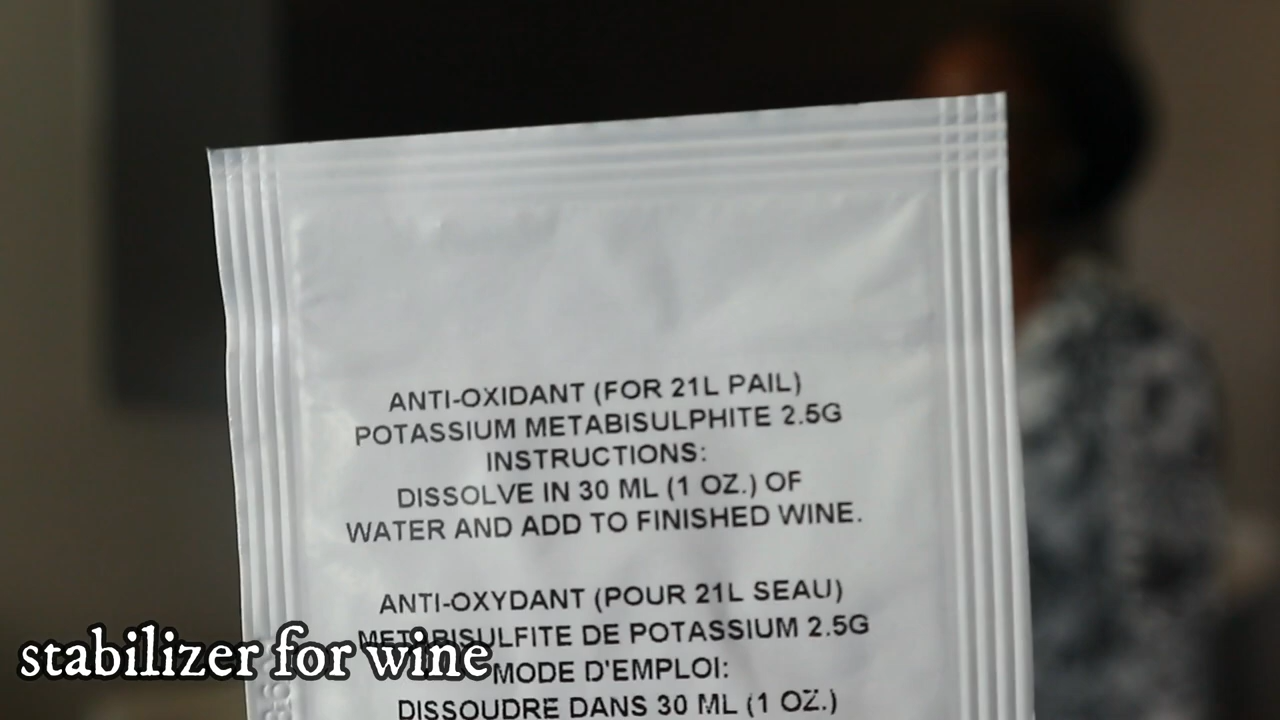 ANTI-OXIDANT (FOR 21L PAIL)
POTASSIUM METABISULPHITE 2.5G
INSTRUCTIONS:
DISSOLVE IN 30 ML (1 OZ.) OF
WATER AND ADD TO FINISHED WINE.
ANTI-OXYDANT (POUR 21L SEAU)
METABISULFITE DE POTASSIUM 2.5G
MODE D'EMPLOI:
DISSOUDRE DANS 30 ML (1 OZ.)
stabilizer for wine